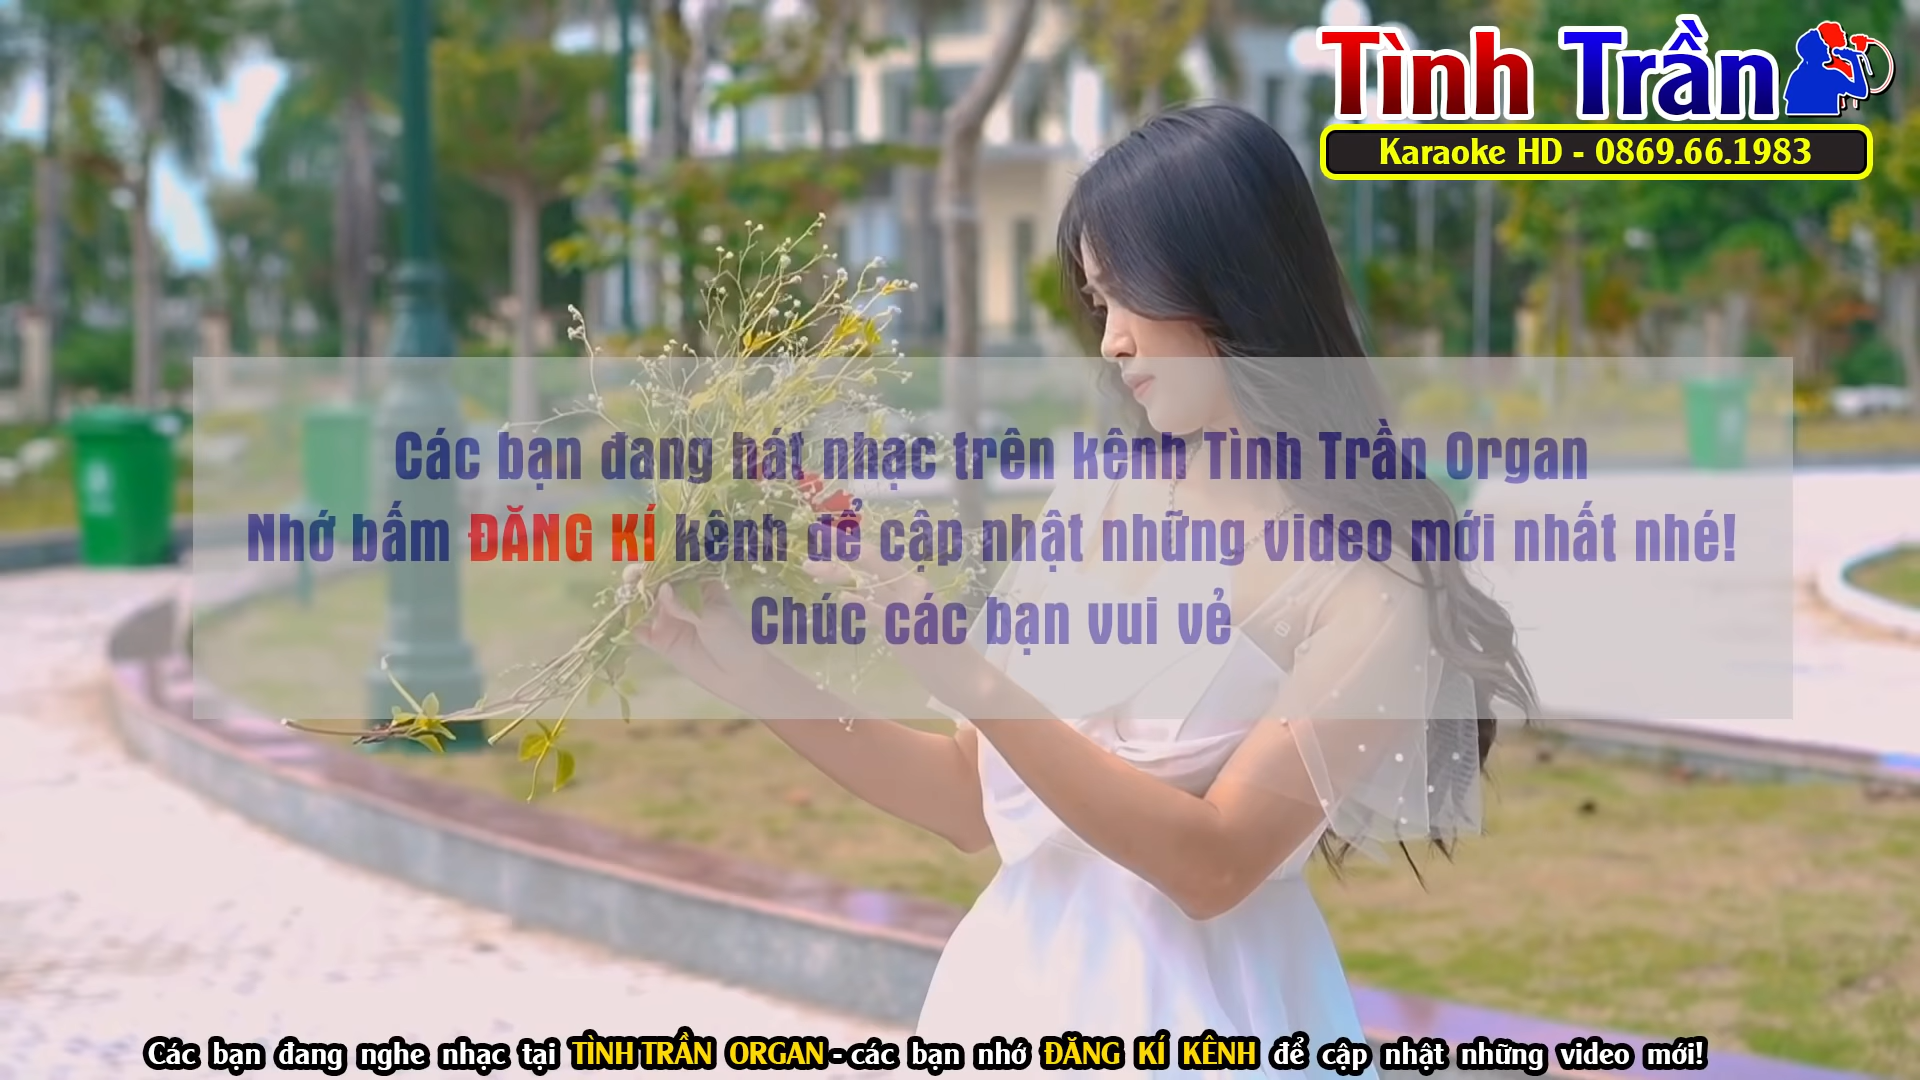 Tình Trần
Karaoke HD - 0869.66.1983
Các bạn đang hát nhạc trên kênh Tình Trần Organ
Nhớ bấm ĐĂNG KÍ kênh để cập nhật những video mới nhất nhé!
Chúc các bạn vui vẻ
Các bạn đang nghe nhạc tại TÌNH TRẦN ORGAN - các bạn nhớ ĐĂNG KÍ KÊNH để cập nhật những video mới!